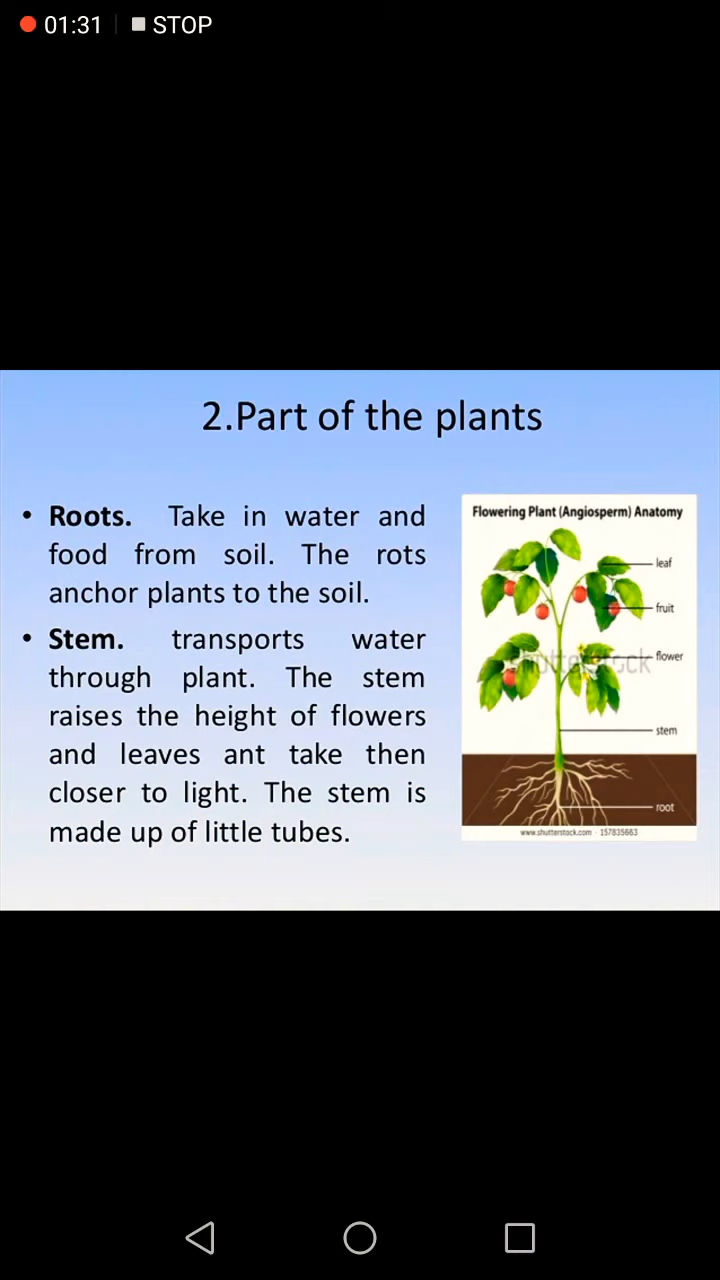 01:31 STOP
2.Part of the plants
• Roots. Take in water and
food from soil. The rots
anchor plants to the soil.
• Stem. transports water
through plant. The stem
raises the height of flowers
and leaves ant take then
closer to light. The stem is
made up of little tubes.
Flowering Plant (Angiosperm) Anatomy
leaf
fruit
flower
shutterstock
stem
root
www.shutterstock.com · 157835663